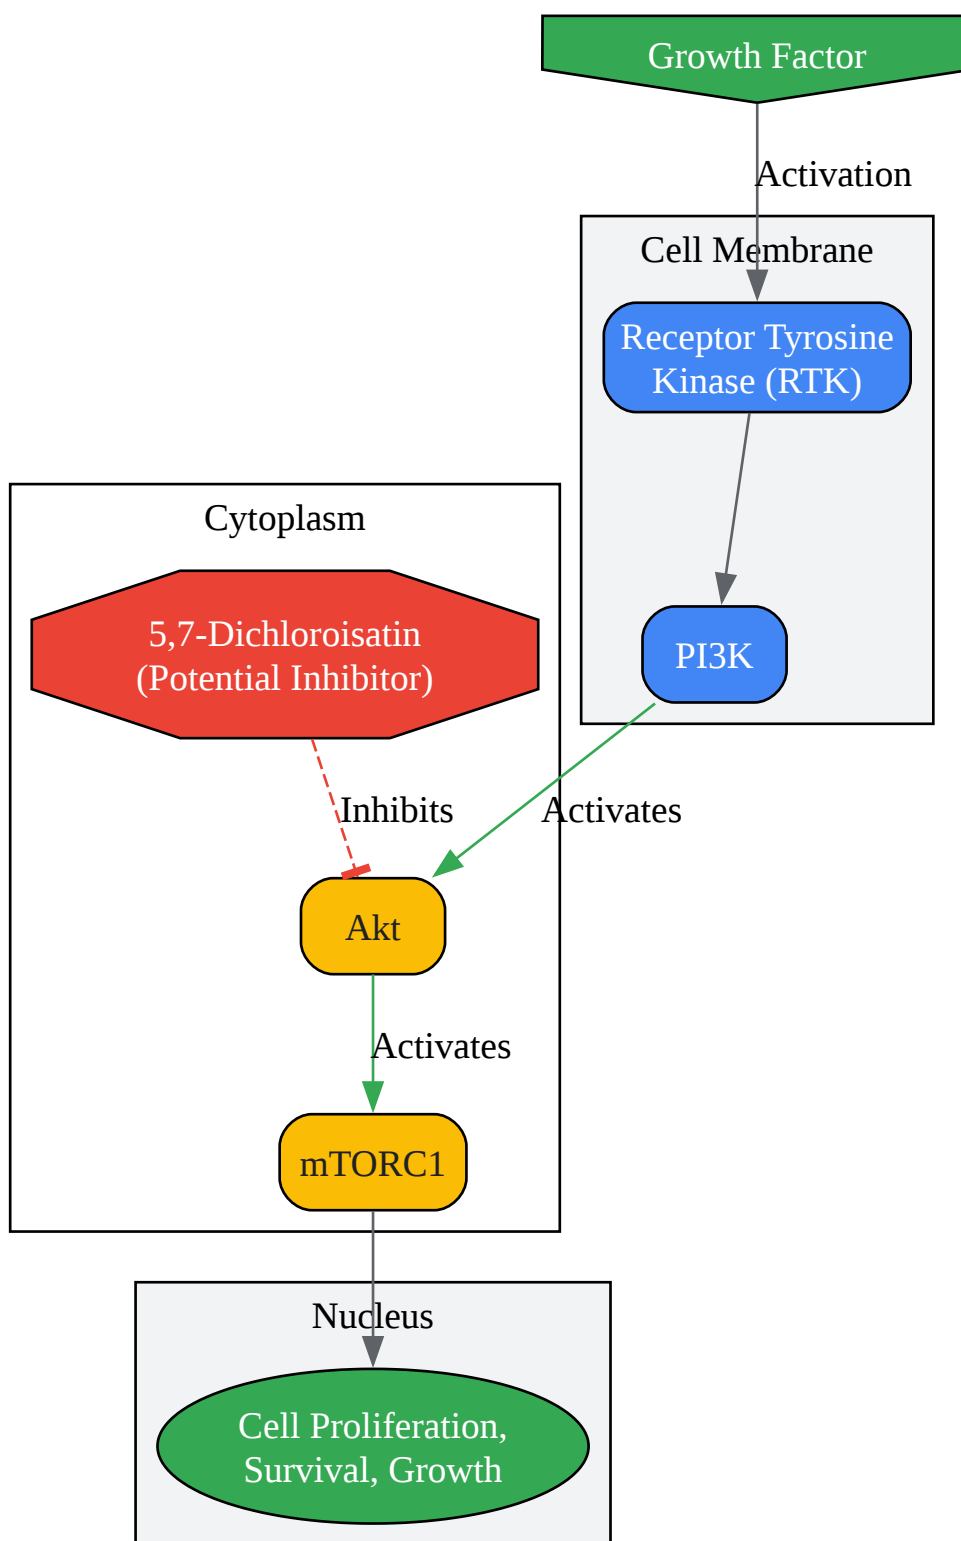 Growth Factor
Activation
Cell Membrane
Receptor Tyrosine
Kinase (RTK)
Cytoplasm
5,7-Dichloroisatin
(Potential Inhibitor)
PI3K
Inhibits
Activates
Akt
Activates
mTORC1
Nucleus
Cell Proliferation,
Survival, Growth